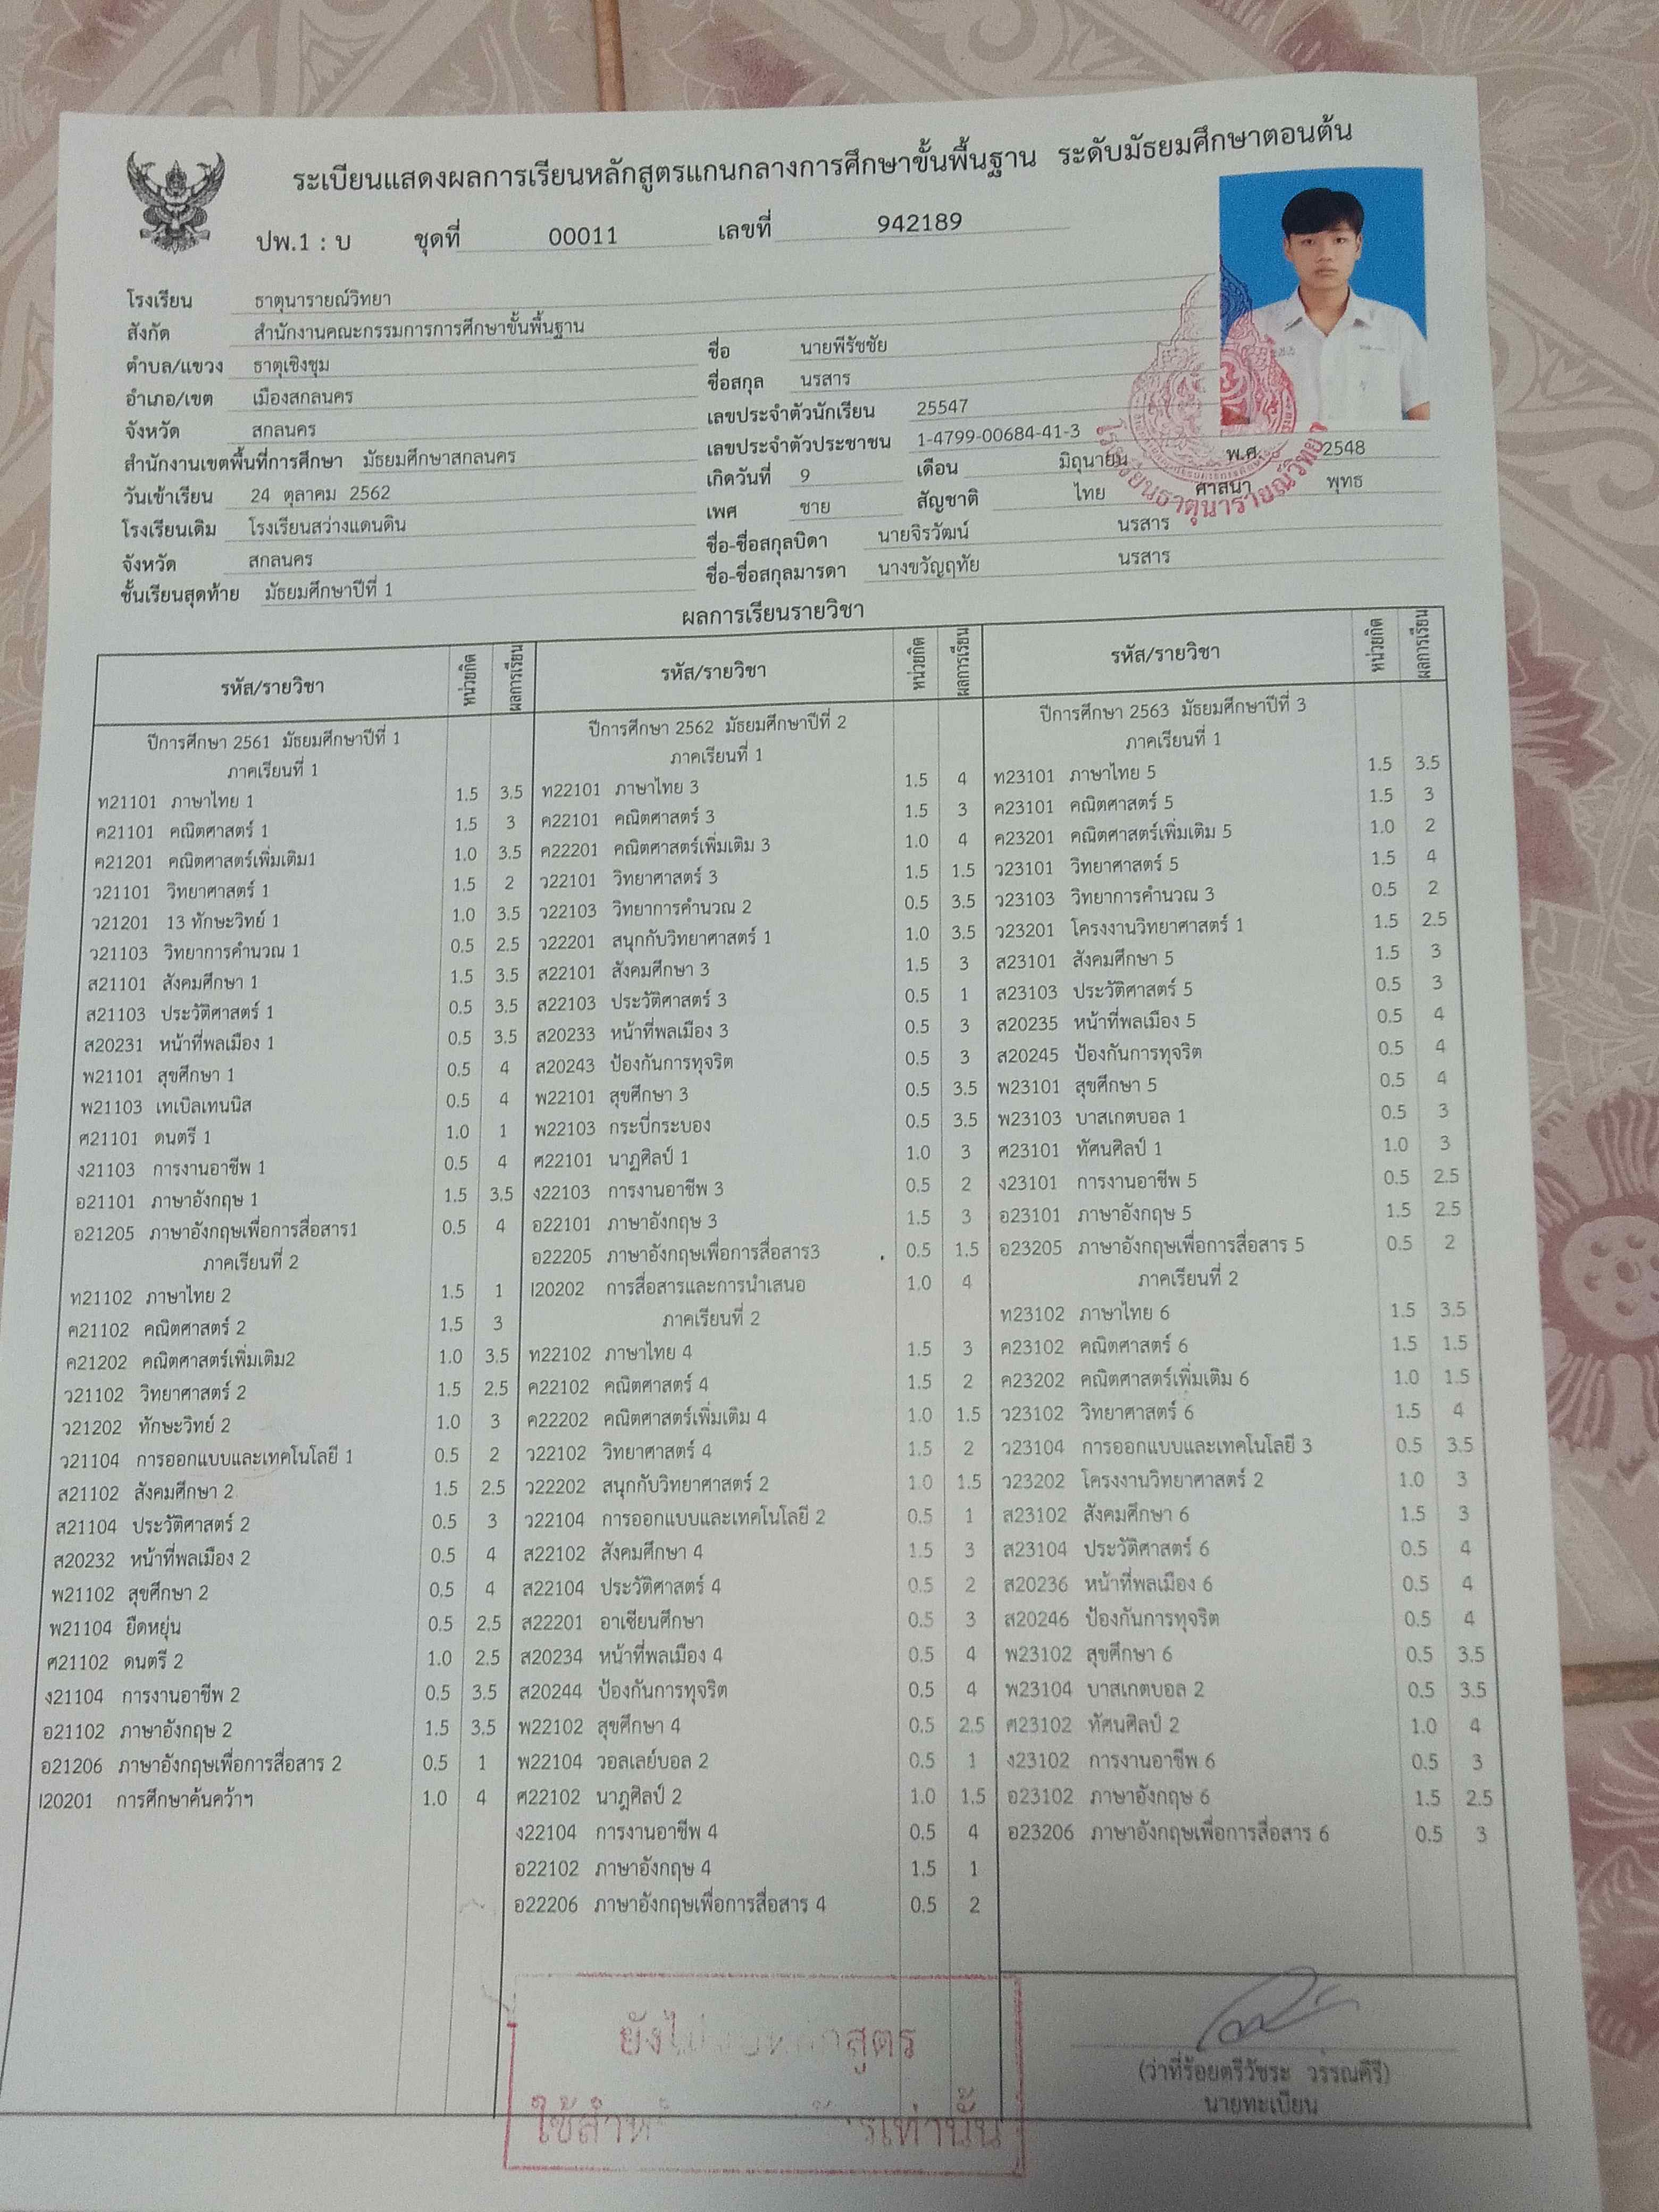 ระเบียนแสดงผลการเรียนหลักสูตรแกนกลางการศึกษาขั้นพื้นฐาน ระดับมัธยมศึกษาตอนต้น
ปพ.1 : บ ชุดที่ 00011 เลขที่ 942189
โรงเรียน ธาตุนารายณ์วิทยา
สังกัด สำนักงานคณะกรรมการการศึกษาขั้นพื้นฐาน
ตำบล/แขวง ธาตุเชิงชุม
อำเภอ/เขต เมืองสกลนคร
จังหวัด สกลนคร
สำนักงานเขตพื้นที่การศึกษา มัธยมศึกษาสกลนคร
วันเข้าเรียน 24 ตุลาคม 2562
โรงเรียนเดิม โรงเรียนสว่างแดนดิน
จังหวัด สกลนคร
ชั้นเรียนสุดท้าย มัธยมศึกษาปีที่ 1
ชื่อ นายพีรัชชัย
ชื่อสกุล นรสาร
เลขประจำตัวนักเรียน 25547
เลขประจำตัวประชาชน 1-4799-00684-41-3
เกิดวันที่ 9 เดือน มิถุนายน พ.ศ. 2548
เพศ ชาย สัญชาติ ไทย ศาสนา พุทธ
ชื่อ-ชื่อสกุลบิดา นายจิรวัฒน์ นรสาร
ชื่อ-ชื่อสกุลมารดา นางขวัญฤทัย นรสาร
โรงเรียนธาตุนารายณ์วิทยา
ผลการเรียนรายวิชา
รหัส/รายวิชา หน่วยกิต ผลการเรียน
ปีการศึกษา 2561 มัธยมศึกษาปีที่ 1
ภาคเรียนที่ 1
ท21101 ภาษาไทย 1 1.5 3.5
ค21101 คณิตศาสตร์ 1 1.5 3
ค21201 คณิตศาสตร์เพิ่มเติม1 1.0 3.5
ว21101 วิทยาศาสตร์ 1 1.5 2
ว21201 13 ทักษะวิทย์ 1 1.0 3.5
ว21103 วิทยาการคำนวณ 1 0.5 2.5
ส21101 สังคมศึกษา 1 1.5 3.5
ส21103 ประวัติศาสตร์ 1 0.5 3.5
ส20231 หน้าที่พลเมือง 1 0.5 3.5
พ21101 สุขศึกษา 1 0.5 4
พ21103 เทเบิลเทนนิส 0.5 4
ศ21101 ดนตรี 1 1.0 1
ง21103 การงานอาชีพ 1 0.5 4
อ21101 ภาษาอังกฤษ 1 1.5 3.5
อ21205 ภาษาอังกฤษเพื่อการสื่อสาร1 0.5 4
ภาคเรียนที่ 2
ท21102 ภาษาไทย 2 1.5 1
ค21102 คณิตศาสตร์ 2 1.5 3
ค21202 คณิตศาสตร์เพิ่มเติม2 1.0 3.5
ว21102 วิทยาศาสตร์ 2 1.5 2.5
ว21202 ทักษะวิทย์ 2 1.0 3
ว21104 การออกแบบและเทคโนโลยี 1 0.5 2
ส21102 สังคมศึกษา 2 1.5 2.5
ส21104 ประวัติศาสตร์ 2 0.5 3
ส20232 หน้าที่พลเมือง 2 0.5 4
พ21102 สุขศึกษา 2 0.5 4
พ21104 ยืดหยุ่น 0.5 2.5
ศ21102 ดนตรี 2 1.0 2.5
ง21104 การงานอาชีพ 2 0.5 3.5
อ21102 ภาษาอังกฤษ 2 1.5 3.5
อ21206 ภาษาอังกฤษเพื่อการสื่อสาร 2 0.5 1
I20201 การศึกษาค้นคว้าฯ 1.0 4
รหัส/รายวิชา หน่วยกิต ผลการเรียน
ปีการศึกษา 2562 มัธยมศึกษาปีที่ 2
ภาคเรียนที่ 1
ท22101 ภาษาไทย 3 1.5 4
ค22101 คณิตศาสตร์ 3 1.5 3
ค22201 คณิตศาสตร์เพิ่มเติม 3 1.0 4
ว22101 วิทยาศาสตร์ 3 1.5 1.5
ว22103 วิทยาการคำนวณ 2 0.5 3.5
ว22201 สนุกกับวิทยาศาสตร์ 1 1.0 3.5
ส22101 สังคมศึกษา 3 1.5 3
ส22103 ประวัติศาสตร์ 3 0.5 1
ส20233 หน้าที่พลเมือง 3 0.5 3
ส20243 ป้องกันการทุจริต 0.5 3
พ22101 สุขศึกษา 3 0.5 3.5
พ22103 กระบี่กระบอง 0.5 3.5
ศ22101 นาฏศิลป์ 1 1.0 3
ง22103 การงานอาชีพ 3 0.5 2
อ22101 ภาษาอังกฤษ 3 1.5 3
อ22205 ภาษาอังกฤษเพื่อการสื่อสาร3 0.5 1.5
I20202 การสื่อสารและการนำเสนอ 1.0 4
ภาคเรียนที่ 2
ท22102 ภาษาไทย 4 1.5 3
ค22102 คณิตศาสตร์ 4 1.5 2
ค22202 คณิตศาสตร์เพิ่มเติม 4 1.0 1.5
ว22102 วิทยาศาสตร์ 4 1.5 2
ว22202 สนุกกับวิทยาศาสตร์ 2 1.0 1.5
ว22104 การออกแบบและเทคโนโลยี 2 0.5 1
ส22102 สังคมศึกษา 4 1.5 3
ส22104 ประวัติศาสตร์ 4 0.5 2
ส22201 อาเซียนศึกษา 0.5 3
ส20234 หน้าที่พลเมือง 4 0.5 4
ส20244 ป้องกันการทุจริต 0.5 4
พ22102 สุขศึกษา 4 0.5 2.5
พ22104 วอลเลย์บอล 2 0.5 1
ศ22102 นาฏศิลป์ 2 1.0 1.5
ง22104 การงานอาชีพ 4 0.5 4
อ22102 ภาษาอังกฤษ 4 1.5 1
อ22206 ภาษาอังกฤษเพื่อการสื่อสาร 4 0.5 2
รหัส/รายวิชา หน่วยกิต ผลการเรียน
ปีการศึกษา 2563 มัธยมศึกษาปีที่ 3
ภาคเรียนที่ 1
ท23101 ภาษาไทย 5 1.5 3.5
ค23101 คณิตศาสตร์ 5 1.5 3
ค23201 คณิตศาสตร์เพิ่มเติม 5 1.0 2
ว23101 วิทยาศาสตร์ 5 1.5 4
ว23103 วิทยาการคำนวณ 3 0.5 2
ว23201 โครงงานวิทยาศาสตร์ 1 1.5 2.5
ส23101 สังคมศึกษา 5 1.5 3
ส23103 ประวัติศาสตร์ 5 0.5 3
ส20235 หน้าที่พลเมือง 5 0.5 4
ส20245 ป้องกันการทุจริต 0.5 4
พ23101 สุขศึกษา 5 0.5 4
พ23103 บาสเกตบอล 1 0.5 3
ศ23101 ทัศนศิลป์ 1 1.0 3
ง23101 การงานอาชีพ 5 0.5 2.5
อ23101 ภาษาอังกฤษ 5 1.5 2.5
อ23205 ภาษาอังกฤษเพื่อการสื่อสาร 5 0.5 2
ภาคเรียนที่ 2
ท23102 ภาษาไทย 6 1.5 3.5
ค23102 คณิตศาสตร์ 6 1.5 1.5
ค23202 คณิตศาสตร์เพิ่มเติม 6 1.0 1.5
ว23102 วิทยาศาสตร์ 6 1.5 4
ว23104 การออกแบบและเทคโนโลยี 3 0.5 3.5
ว23202 โครงงานวิทยาศาสตร์ 2 1.0 3
ส23102 สังคมศึกษา 6 1.5 3
ส23104 ประวัติศาสตร์ 6 0.5 4
ส20236 หน้าที่พลเมือง 6 0.5 4
ส20246 ป้องกันการทุจริต 0.5 4
พ23102 สุขศึกษา 6 0.5 3.5
พ23104 บาสเกตบอล 2 0.5 3.5
ศ23102 ทัศนศิลป์ 2 1.0 4
ง23102 การงานอาชีพ 6 0.5 3
อ23102 ภาษาอังกฤษ 6 1.5 2.5
อ23206 ภาษาอังกฤษเพื่อการสื่อสาร 6 0.5 3
(ว่าที่ร้อยตรีวัชระ วรรณคีรี)
นายทะเบียน